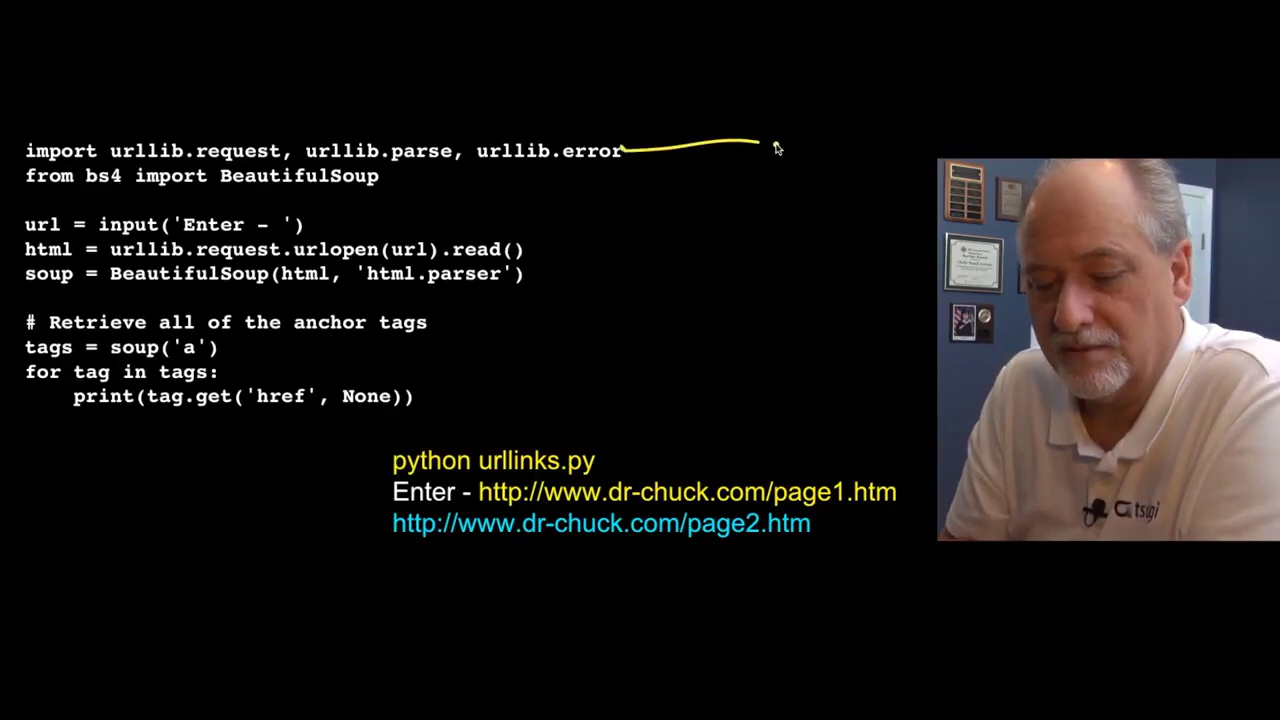 import urllib.request, urllib.parse, urllib.error
from bs4 import BeautifulSoup
url = input('Enter - ')
html = urllib.request.urlopen(url).read()
soup = BeautifulSoup(html, 'html.parser')
# Retrieve all of the anchor tags
tags = soup('a')
for tag in tags:
    print(tag.get('href', None))
python urllinks.py
Enter - http://www.dr-chuck.com/page1.htm
http://www.dr-chuck.com/page2.htm
tsugi